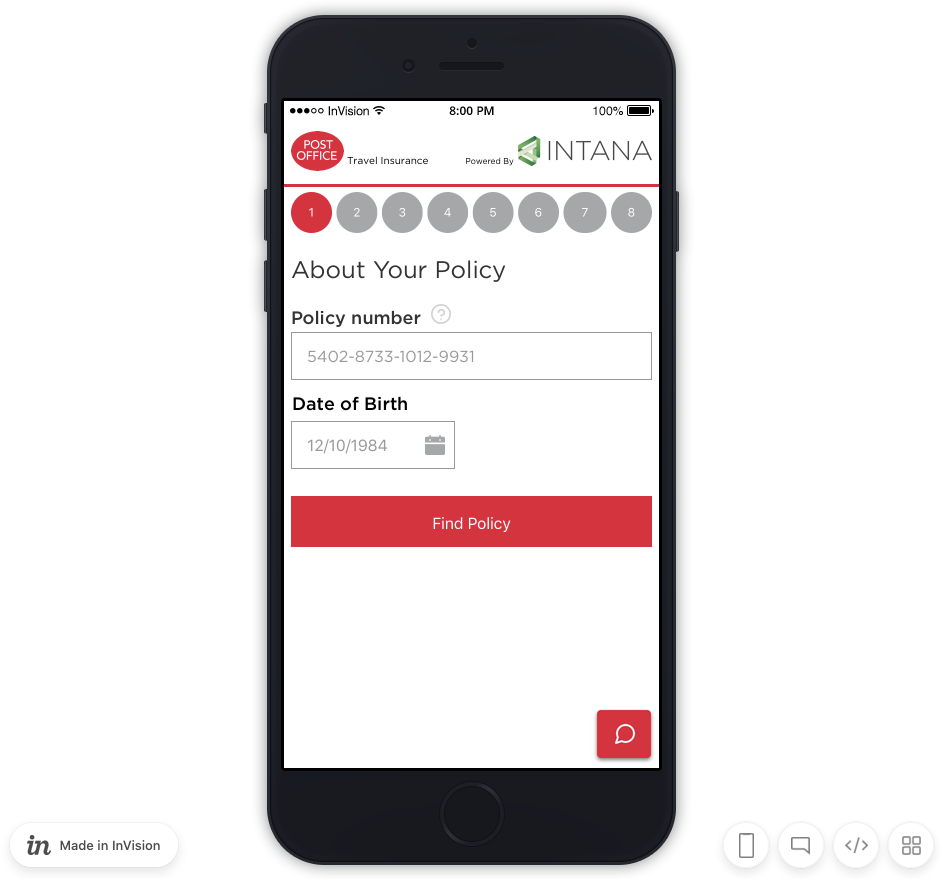 InVision 8:00 PM 100%
POST
OFFICE
Travel Insurance
Powered By INTANA
1 2 3 4 5 6 7 8
About Your Policy
Policy number ?
5402-8733-1012-9931
Date of Birth
12/10/1984
Find Policy
in Made in InVision